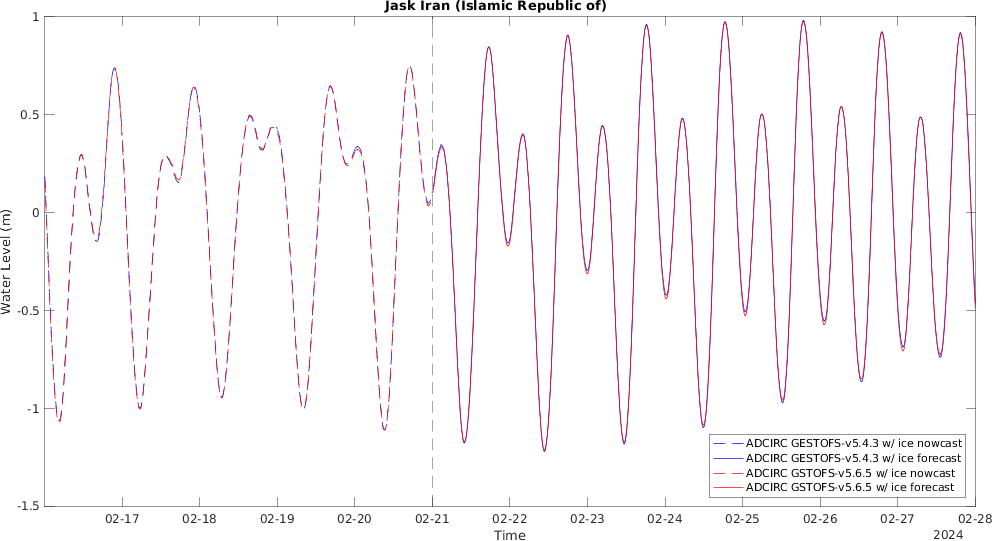 Jask Iran (Islamic Republic of)
1
0.5
0
-0.5
-1
-1.5
Water Level (m)
ADCIRC GESTOFS-v5.4.3 w/ ice nowcast
ADCIRC GESTOFS-v5.4.3 w/ ice forecast
ADCIRC GSTOFS-v5.6.5 w/ ice nowcast
ADCIRC GSTOFS-v5.6.5 w/ ice forecast
02-17 02-18 02-19 02-20 02-21 02-22 02-23 02-24 02-25 02-26 02-27 02-28
Time
2024